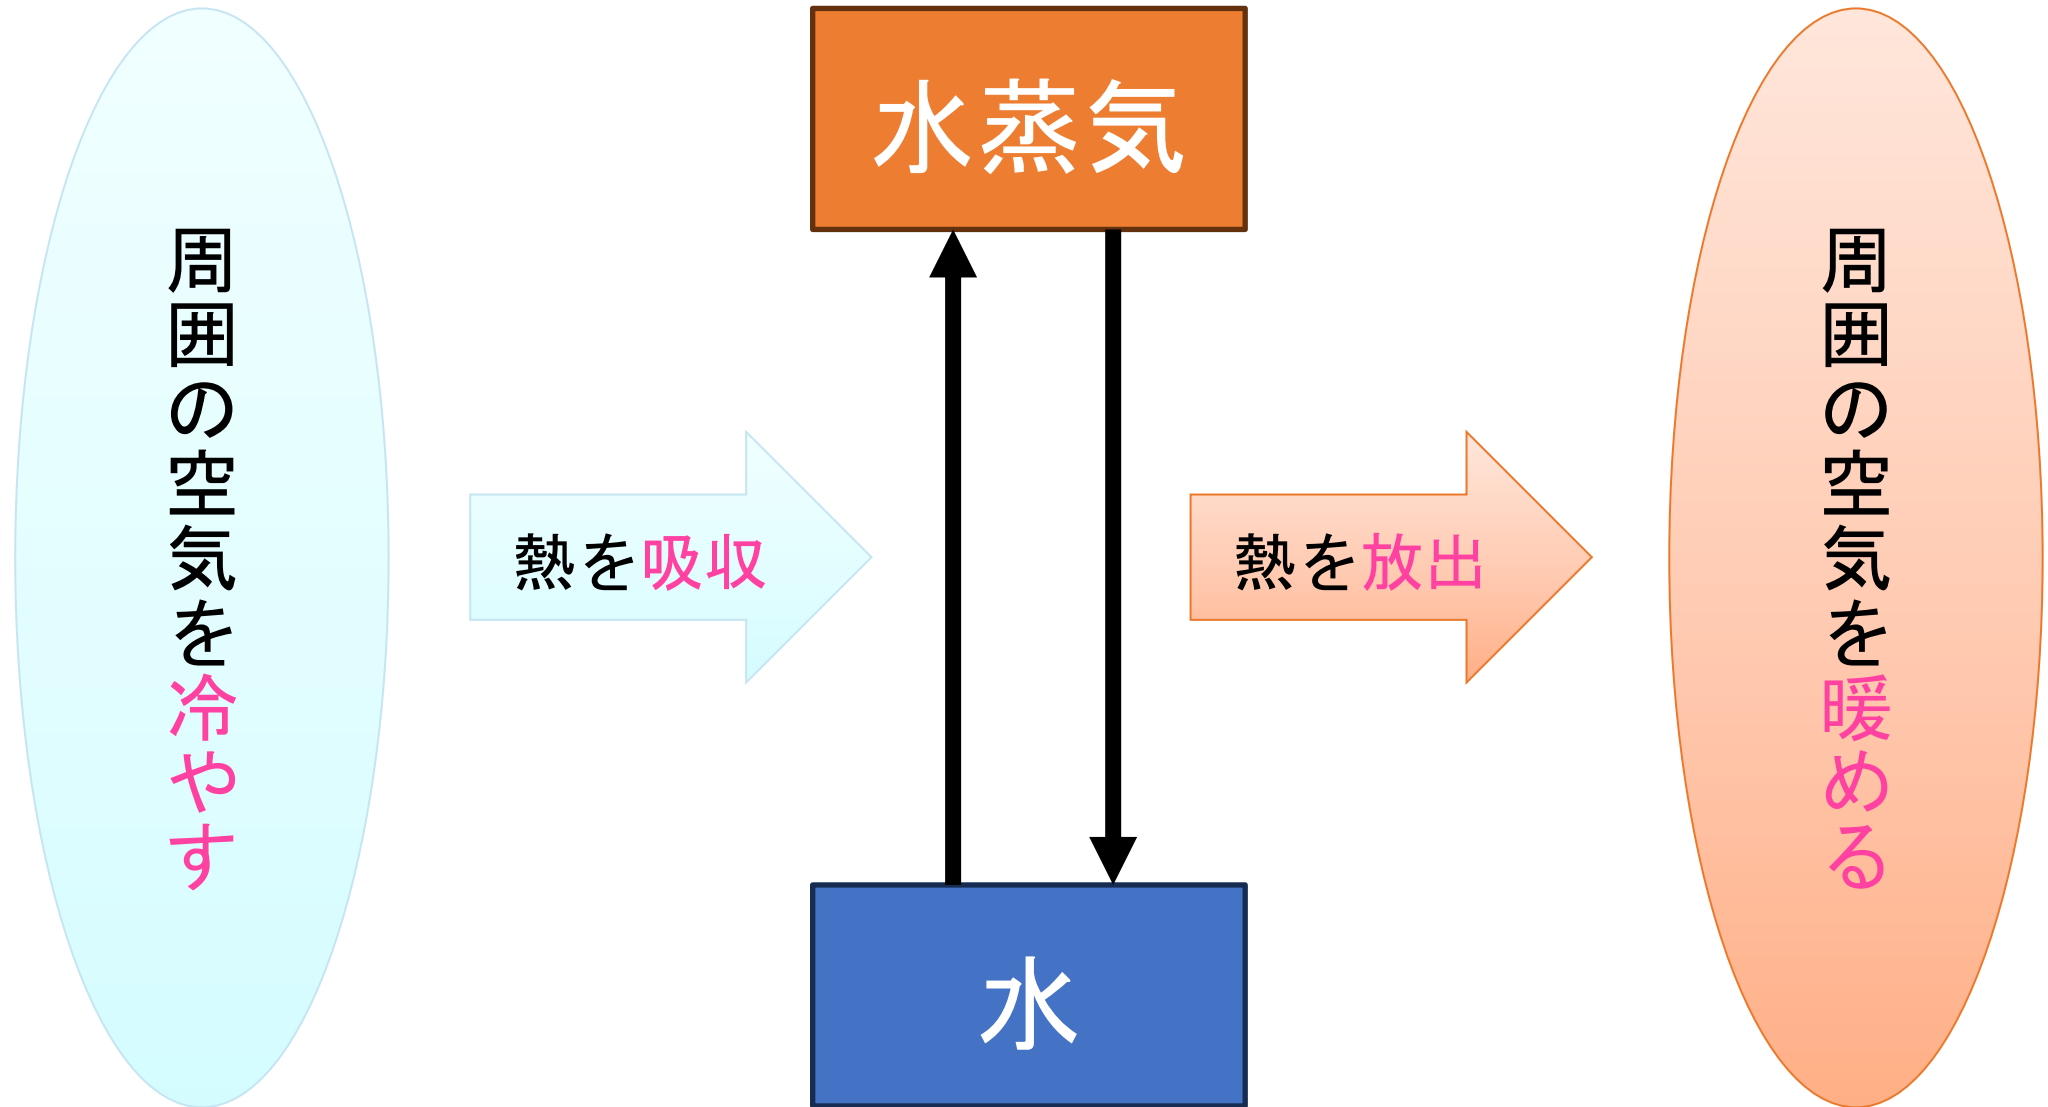 水蒸気
周囲の空気を冷やす
熱を吸収
熱を放出
周囲の空気を暖める
水